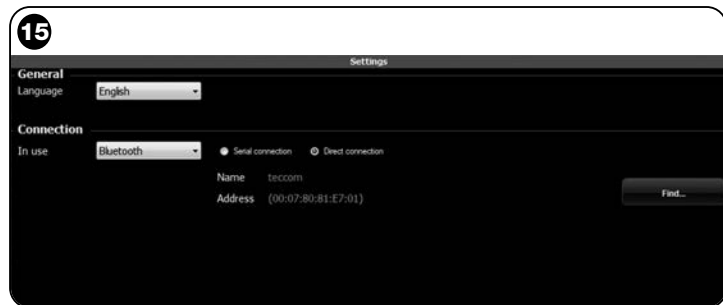 15
Settings
General
Language English
Connection
In use Bluetooth Serial connection Direct connection
Name teccom
Address (00:07:80:81:E7:01)
Find...